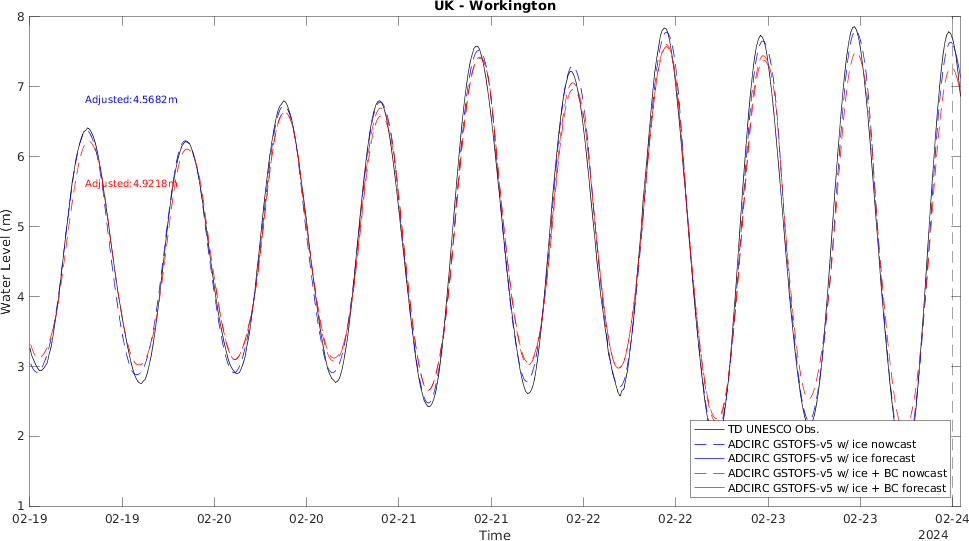 UK - Workington
8
7
6
5
4
3
2
1
Water Level (m)
Adjusted:4.5682m
Adjusted:4.9218m
TD UNESCO Obs.
ADCIRC GSTOFS-v5 w/ ice nowcast
ADCIRC GSTOFS-v5 w/ ice forecast
ADCIRC GSTOFS-v5 w/ ice + BC nowcast
ADCIRC GSTOFS-v5 w/ ice + BC forecast
02-19 02-19 02-20 02-20 02-21 02-21 02-22 02-22 02-23 02-23 02-24
Time
2024